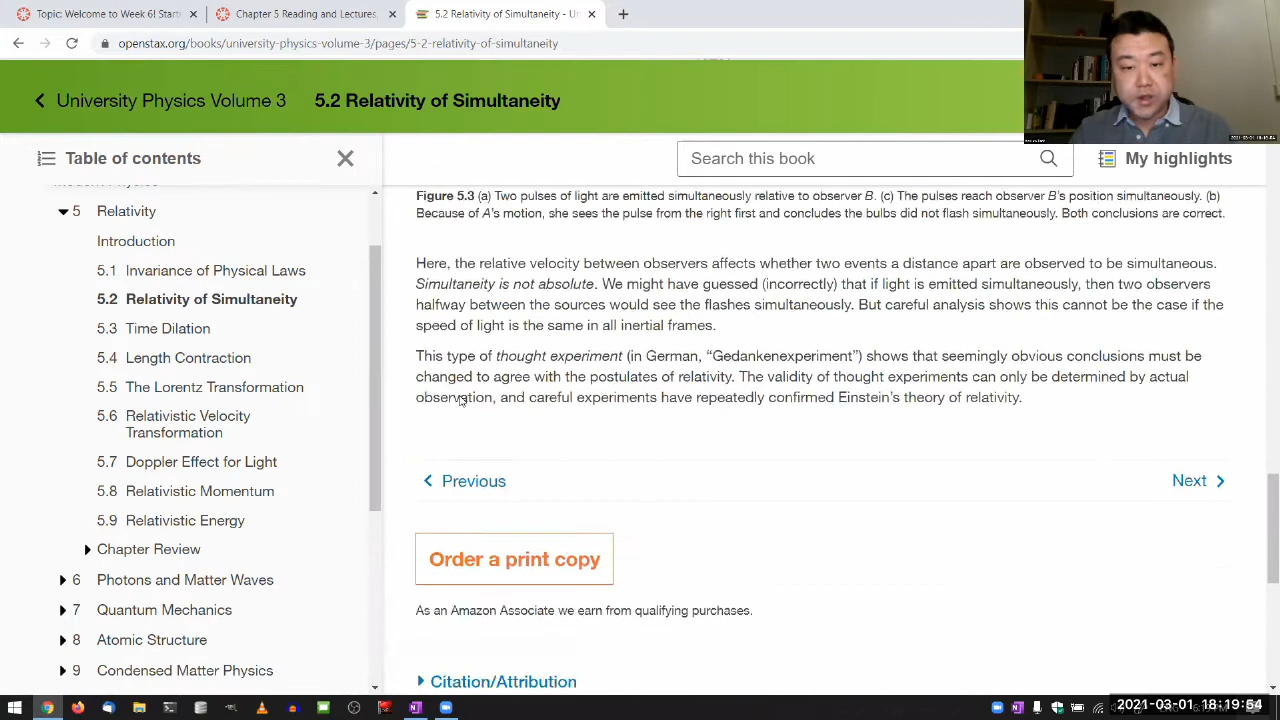 Topic: Welcome to Week 6! Start
Chapter 5 Reading and Lectures,
5.2 Relativity of Simultaneity - Un
openstax.org/books/university-physics-volume-3/pages/5-2-relativity-of-simultaneity
University Physics Volume 3
5.2 Relativity of Simultaneity
Table of contents
Search this book
My highlights
5 Relativity
Introduction
5.1 Invariance of Physical Laws
5.2 Relativity of Simultaneity
5.3 Time Dilation
5.4 Length Contraction
5.5 The Lorentz Transformation
5.6 Relativistic Velocity
Transformation
5.7 Doppler Effect for Light
5.8 Relativistic Momentum
5.9 Relativistic Energy
Chapter Review
6 Photons and Matter Waves
7 Quantum Mechanics
8 Atomic Structure
9 Condensed Matter Physics
Figure 5.3 (a) Two pulses of light are emitted simultaneously relative to observer B. (c) The pulses reach observer B's position simultaneously. (b)
Because of A's motion, she sees the pulse from the right first and concludes the bulbs did not flash simultaneously. Both conclusions are correct.
Here, the relative velocity between observers affects whether two events a distance apart are observed to be simultaneous.
Simultaneity is not absolute. We might have guessed (incorrectly) that if light is emitted simultaneously, then two observers
halfway between the sources would see the flashes simultaneously. But careful analysis shows this cannot be the case if the
speed of light is the same in all inertial frames.
This type of thought experiment (in German, “Gedankenexperiment”) shows that seemingly obvious conclusions must be
changed to agree with the postulates of relativity. The validity of thought experiments can only be determined by actual
observation, and careful experiments have repeatedly confirmed Einstein's theory of relativity.
Previous
Next
Order a print copy
As an Amazon Associate we earn from qualifying purchases.
Citation/Attribution
2021-03-01 18:19:54
2021-03-01 18:19:54